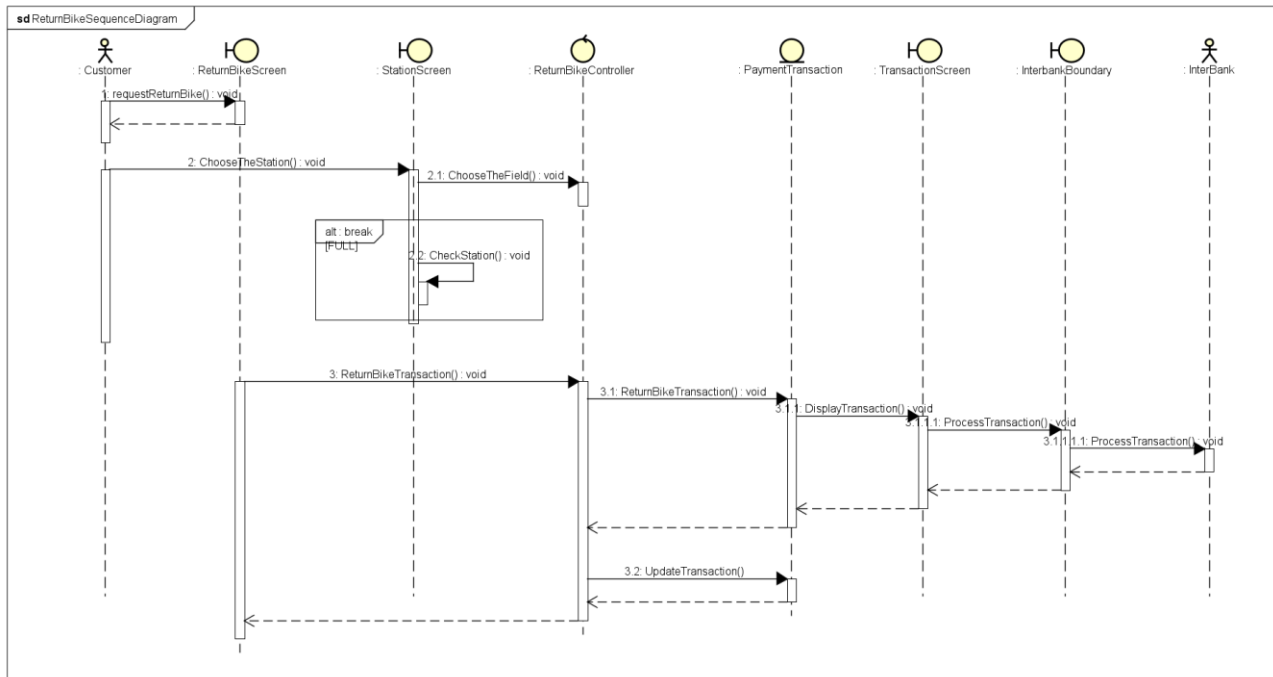 sd ReturnBikeSequenceDiagram
: Customer
: ReturnBikeScreen
: StationScreen
: ReturnBikeController
: PaymentTransaction
: TransactionScreen
: InterbankBoundary
: InterBank
1: requestReturnBike() : void
2: ChooseTheStation() : void
2.1: ChooseTheField() : void
alt : break
[FULL]
2.2: CheckStation() : void
3: ReturnBikeTransaction() : void
3.1: ReturnBikeTransaction() : void
3.1.1: DisplayTransaction() : void
3.1.1.1: ProcessTransaction() : void
3.1.1.1.1: ProcessTransaction() : void
3.2: UpdateTransaction()